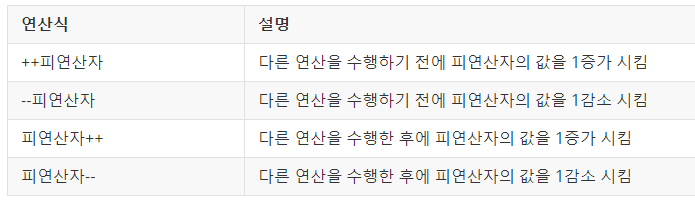 연산식 설명
++피연산자 다른 연산을 수행하기 전에 피연산자의 값을 1증가 시킴
--피연산자 다른 연산을 수행하기 전에 피연산자의 값을 1감소 시킴
피연산자++ 다른 연산을 수행한 후에 피연산자의 값을 1증가 시킴
피연산자-- 다른 연산을 수행한 후에 피연산자의 값을 1감소 시킴